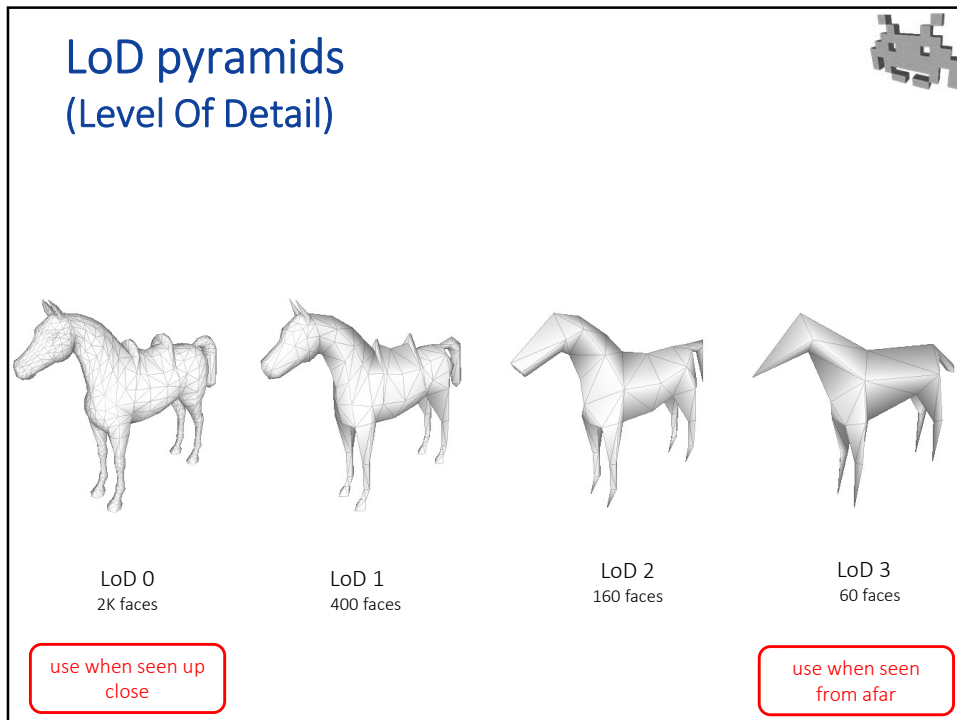 LoD pyramids
(Level Of Detail)
LoD 0
2K faces
LoD 1
400 faces
LoD 2
160 faces
LoD 3
60 faces
use when seen up
close
use when seen
from afar